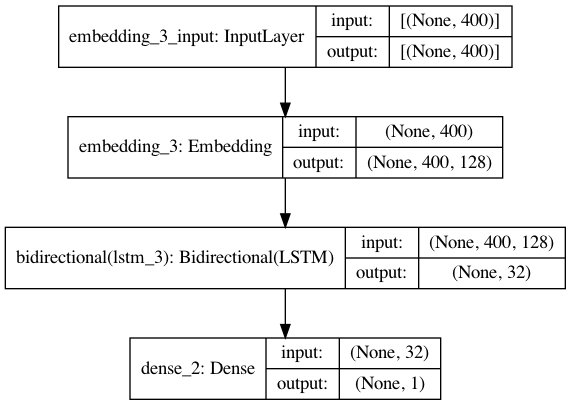 embedding_3_input: InputLayer
input:
[(None, 400)]
output:
[(None, 400)]
embedding_3: Embedding
input:
(None, 400)
output:
(None, 400, 128)
bidirectional(lstm_3): Bidirectional(LSTM)
input:
(None, 400, 128)
output:
(None, 32)
dense_2: Dense
input:
(None, 32)
output:
(None, 1)